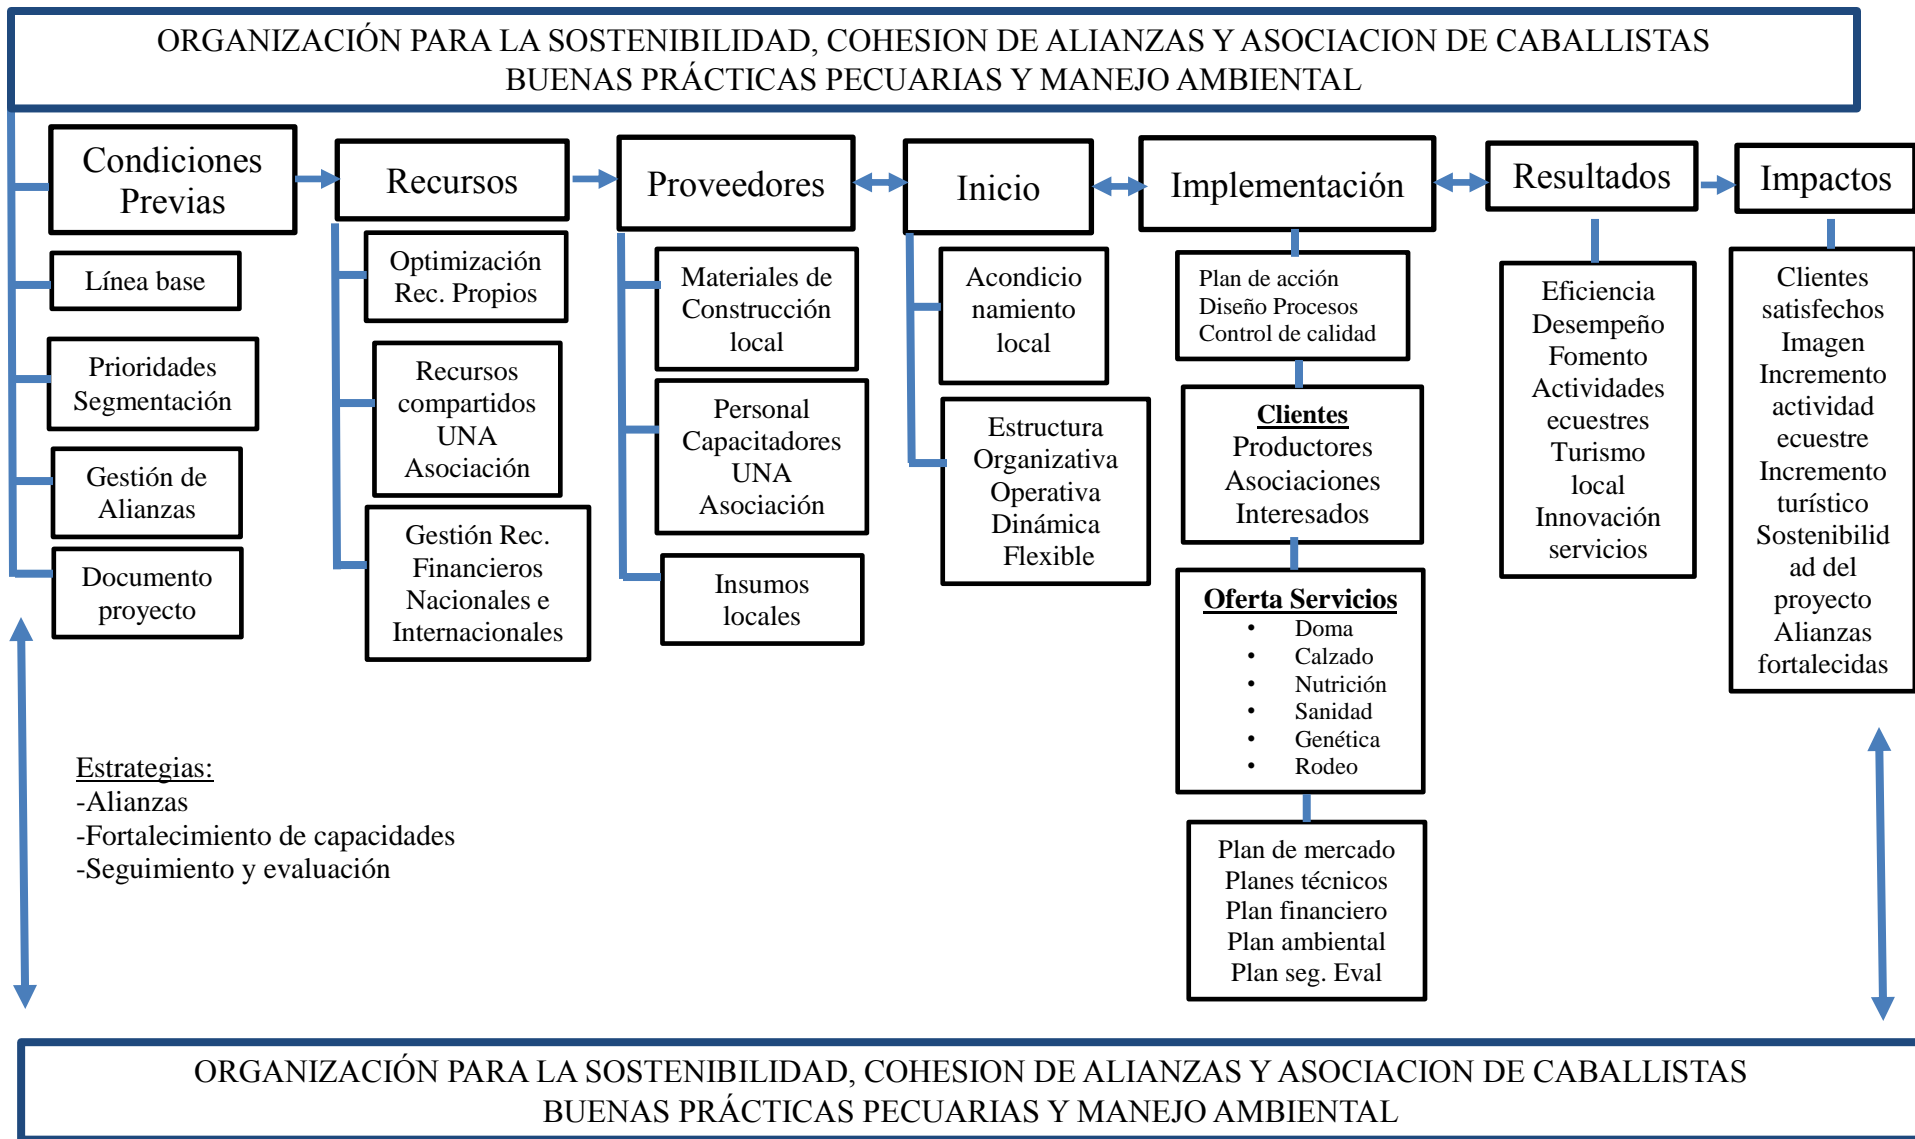 ORGANIZACIÓN PARA LA SOSTENIBILIDAD, COHESION DE ALIANZAS Y ASOCIACION DE CABALLISTAS
BUENAS PRÁCTICAS PECUARIAS Y MANEJO AMBIENTAL
Condiciones
Previas
Línea base
Prioridades
Segmentación
Gestión de
Alianzas
Documento
proyecto
Recursos
Optimización
Rec. Propios
Recursos
compartidos
UNA
Asociación
Gestión Rec.
Financieros
Nacionales e
Internacionales
Proveedores
Materiales de
Construcción
local
Personal
Capacitadores
UNA
Asociación
Insumos
locales
Inicio
Acondicio
namiento
local
Estructura
Organizativa
Operativa
Dinámica
Flexible
Implementación
Plan de acción
Diseño Procesos
Control de calidad
Clientes
Productores
Asociaciones
Interesados
Oferta Servicios
• Doma
• Calzado
• Nutrición
• Sanidad
• Genética
• Rodeo
Plan de mercado
Planes técnicos
Plan financiero
Plan ambiental
Plan seg. Eval
Resultados
Eficiencia
Desempeño
Fomento
Actividades
ecuestres
Turismo
local
Innovación
servicios
Impactos
Clientes
satisfechos
Imagen
Incremento
actividad
ecuestre
Incremento
turístico
Sostenibilid
ad del
proyecto
Alianzas
fortalecidas
Estrategias:
-Alianzas
-Fortalecimiento de capacidades
-Seguimiento y evaluación
ORGANIZACIÓN PARA LA SOSTENIBILIDAD, COHESION DE ALIANZAS Y ASOCIACION DE CABALLISTAS
BUENAS PRÁCTICAS PECUARIAS Y MANEJO AMBIENTAL